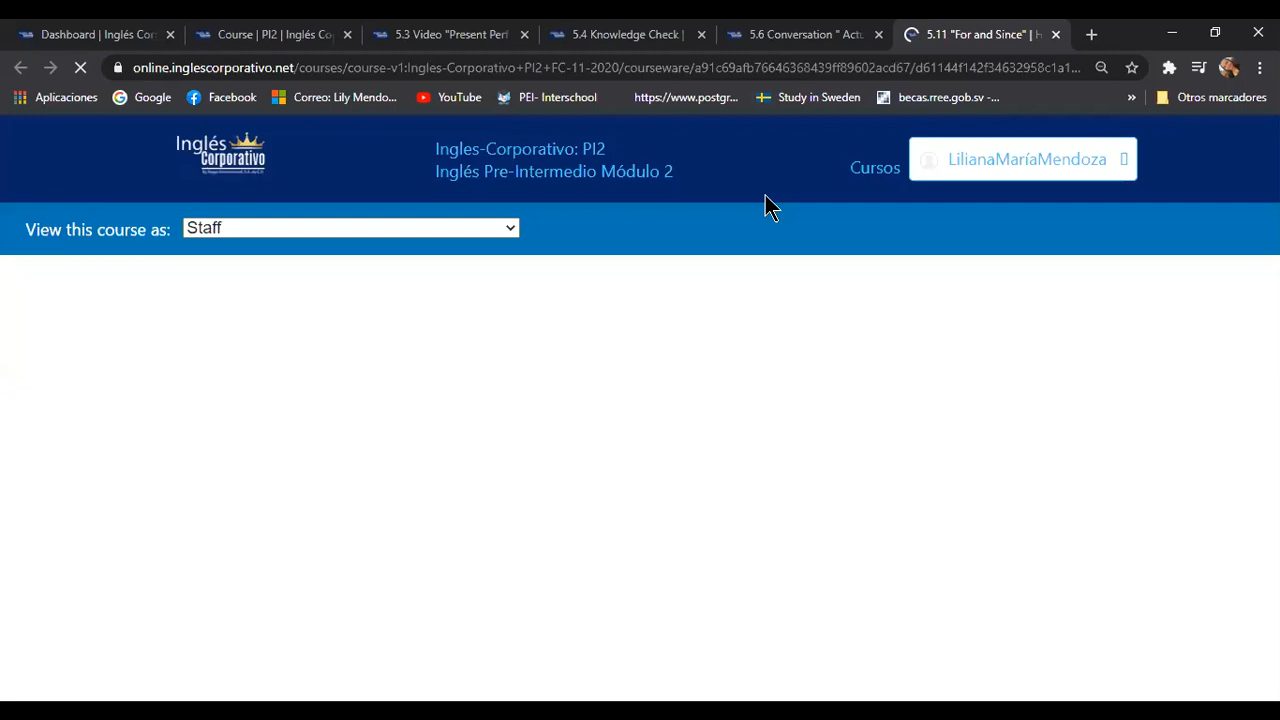 Dashboard | Inglés Cor
Course | PI2 | Inglés Co
5.3 Video "Present Perf
5.4 Knowledge Check |
5.6 Conversation " Actu
5.11 "For and Since" | H
online.inglescorporativo.net/courses/course-v1:Ingles-Corporativo+PI2+FC-11-2020/courseware/a91c69afb76646368439ff89602acd67/d61144f142f34632958c1a1...
Aplicaciones
Google
Facebook
Correo: Lily Mendo...
YouTube
PEI- Interschool
https://www.postgr...
Study in Sweden
becas.rree.gob.sv -...
»
Otros marcadores
Inglés
Corporativo
Ingles-Corporativo: PI2
Inglés Pre-Intermedio Módulo 2
Cursos
LilianaMaríaMendoza
View this course as:
Staff